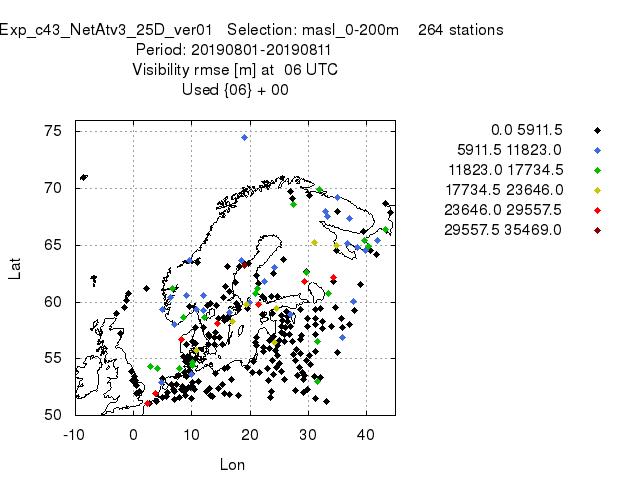 Exp_c43_NetAtv3_25D_ver01 Selection: masl_0-200m 264 stations
Period: 20190801-20190811
Visibility rmse [m] at 06 UTC
Used {06} + 00
0.0 5911.5
5911.5 11823.0
11823.0 17734.5
17734.5 23646.0
23646.0 29557.5
29557.5 35469.0
75
70
65
60
55
50
Lat
-10 0 10 20 30 40
Lon